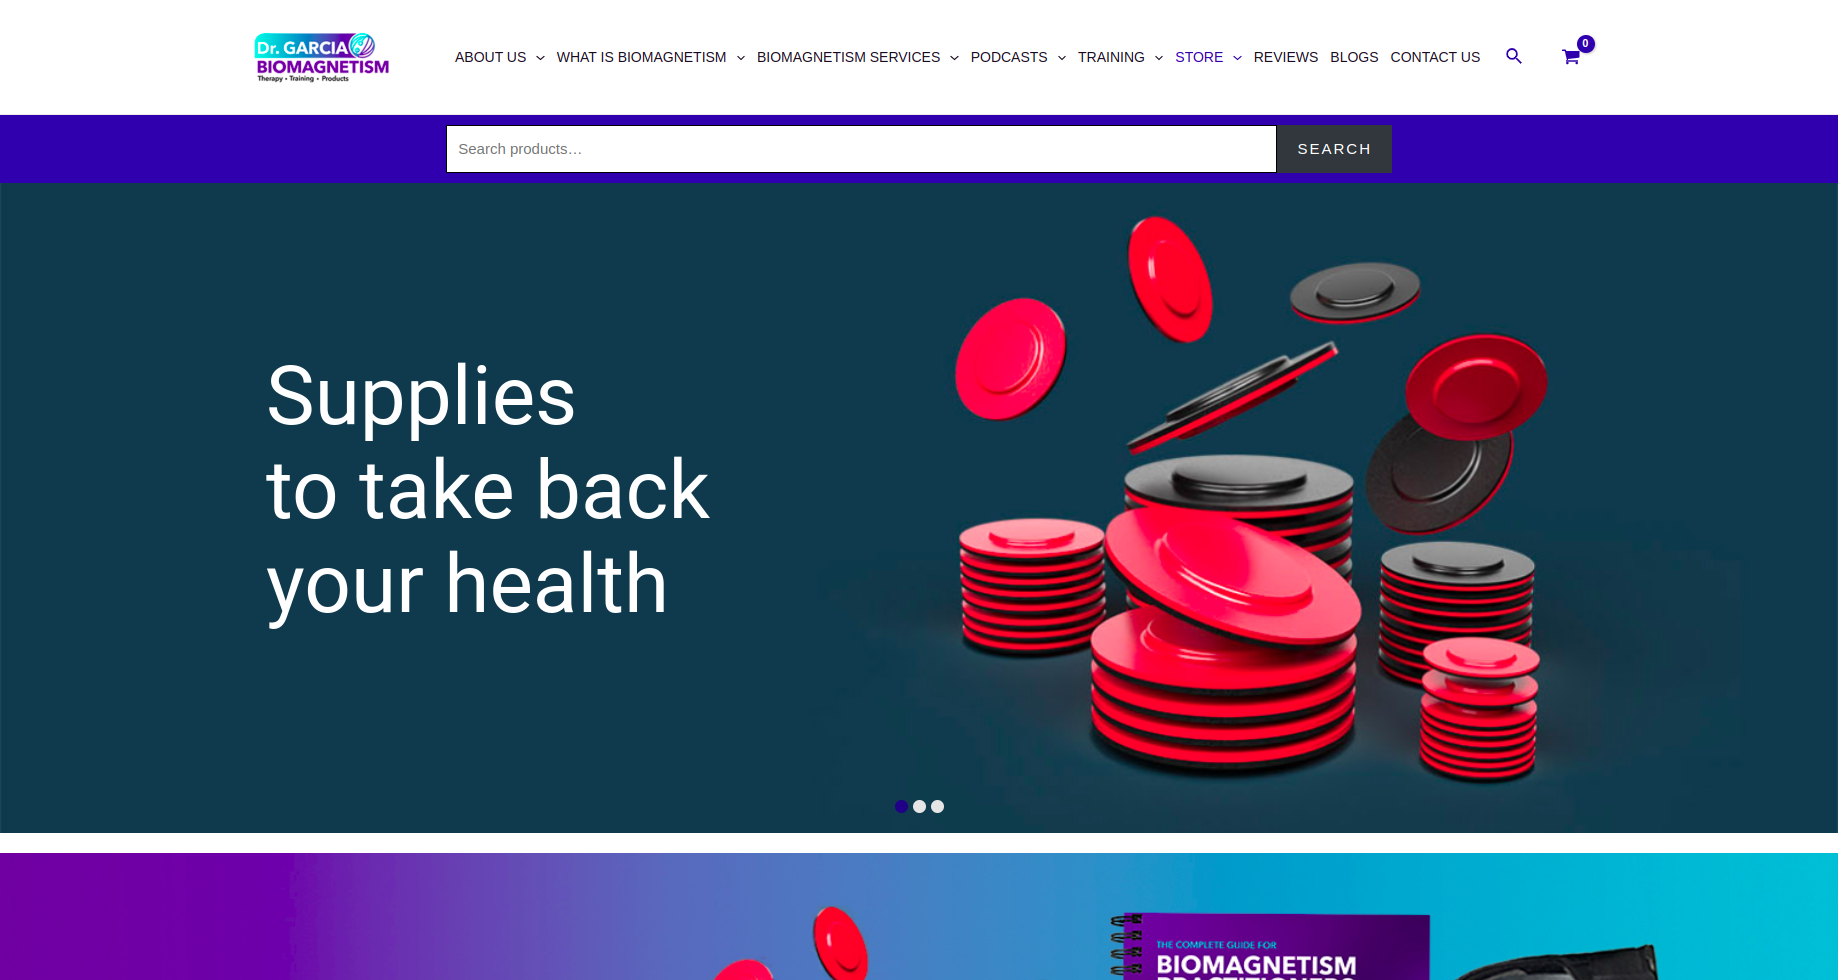 Dr. GARCIA
BIOMAGNETISM
Therapy • Training • Products
ABOUT US WHAT IS BIOMAGNETISM BIOMAGNETISM SERVICES PODCASTS TRAINING STORE REVIEWS BLOGS CONTACT US 0
Search products… SEARCH
Supplies
to take back
your health
THE COMPLETE GUIDE FOR
BIOMAGNETISM
PRACTITIONERS